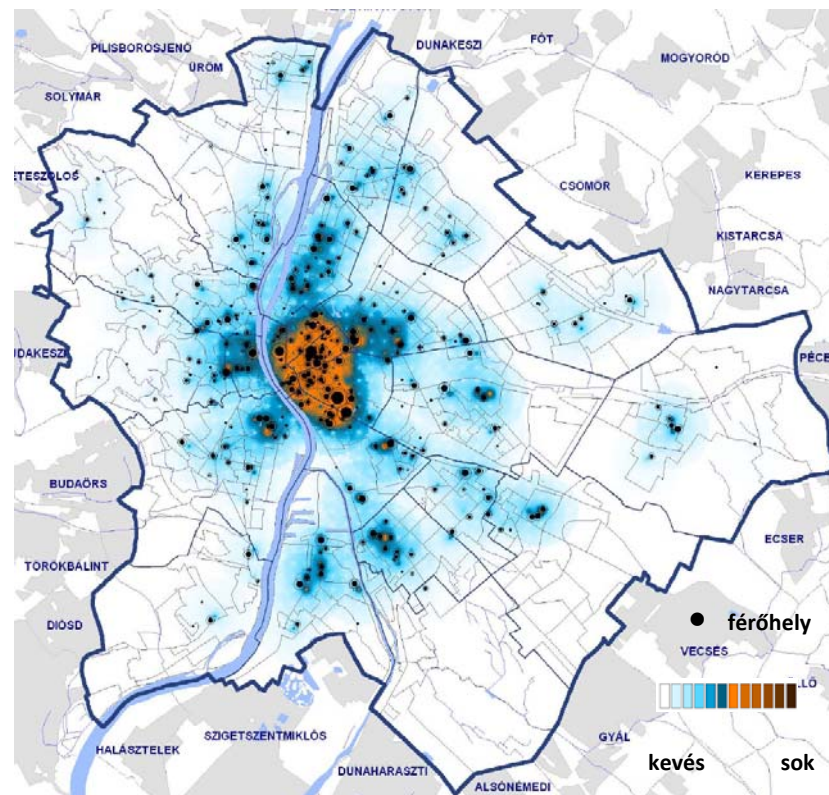 DUNAKESZI
FÓT
PILISBOROSJENŐ
MOGYORÓD
ÜRÖM
SOLYMÁR
KEREPES
CSÖMÖR
KISTARCSA
NAGYTARCSA
BUDAÖRS
ECSER
TÖRÖKBÁLINT
férőhely
DIÓSD
VECSÉS
SZIGETSZENTMIKLÓS
GYÁL
HALÁSZTELEK
kevés sok
DUNAHARASZTI
ALSÓNÉMEDI